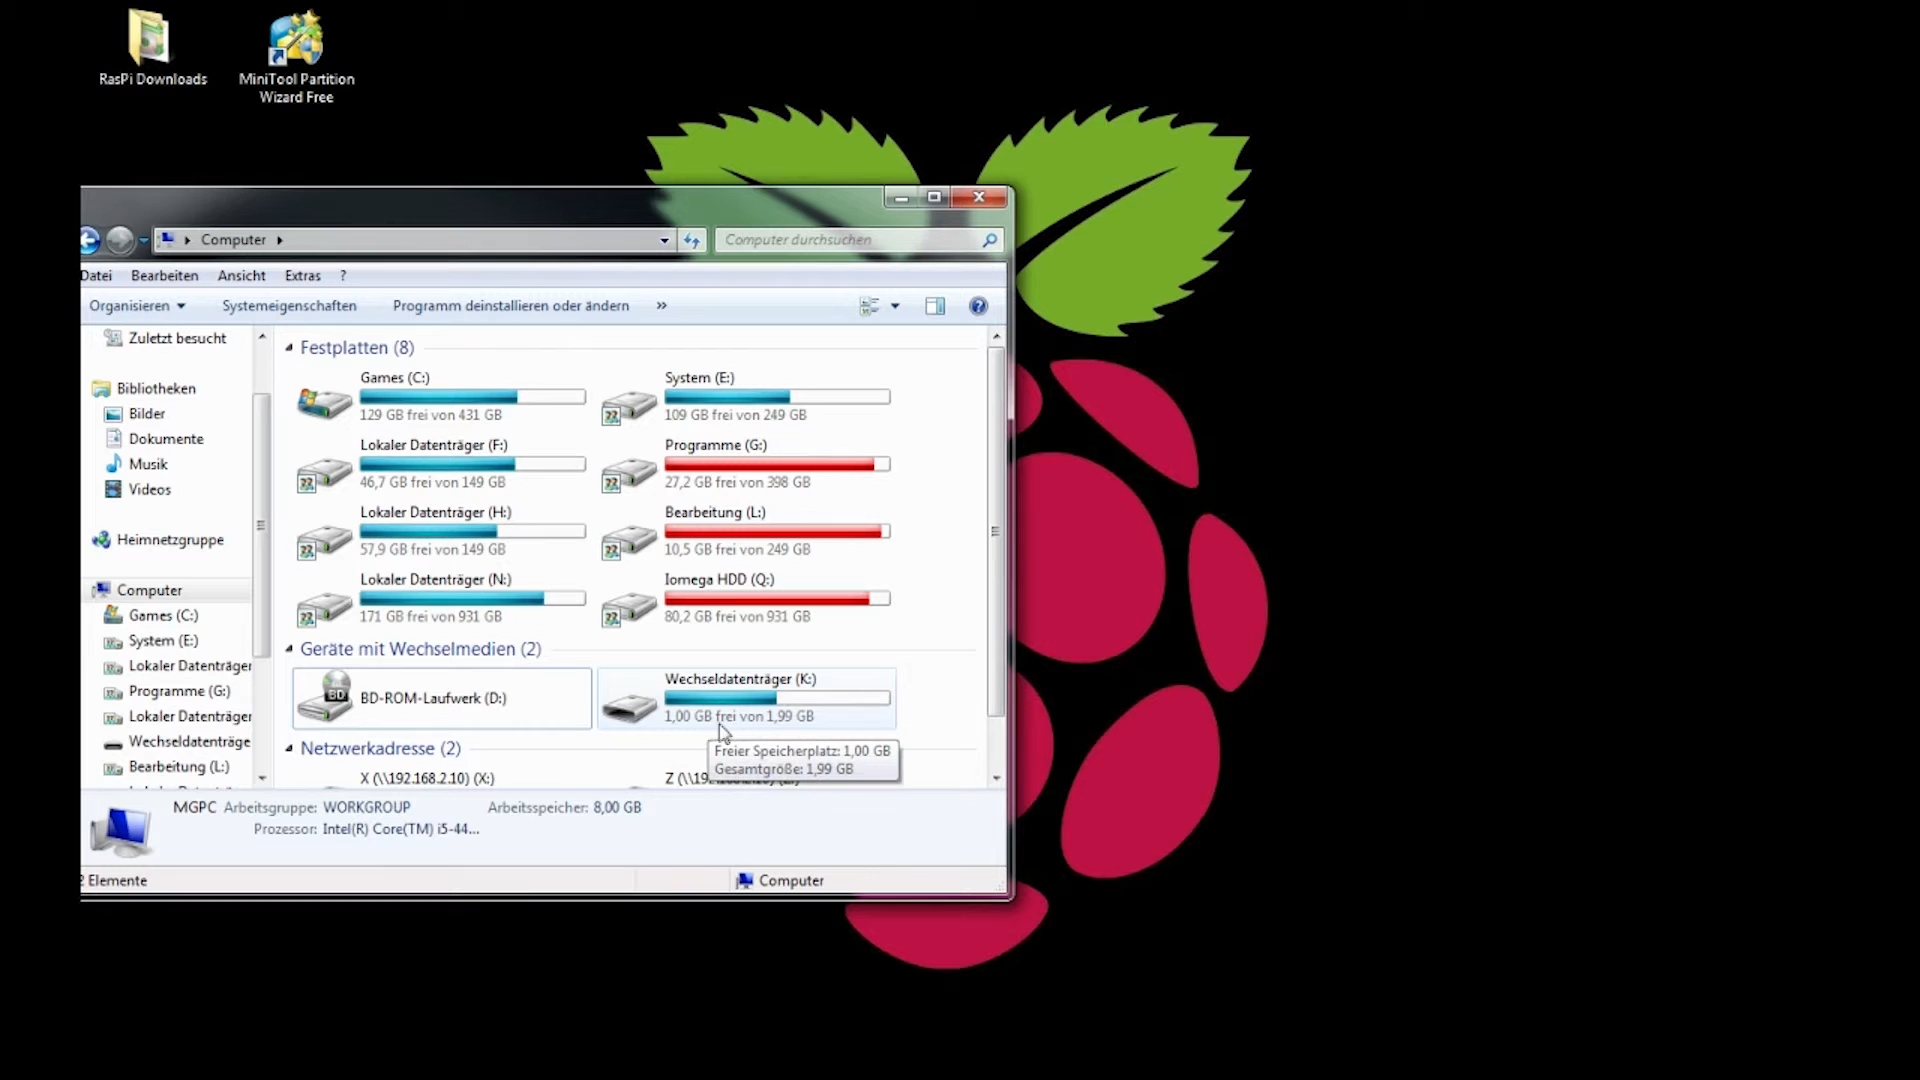 RasPi Downloads
MiniTool Partition
Wizard Free
Computer
Computer durchsuchen
Datei Bearbeiten Ansicht Extras ?
Organisieren Systemeigenschaften Programm deinstallieren oder ändern »
Zuletzt besucht
Bibliotheken
Bilder
Dokumente
Musik
Videos
Heimnetzgruppe
Computer
Games (C:)
System (E:)
Lokaler Datenträger
Programme (G:)
Lokaler Datenträger
Wechseldatenträge
Bearbeitung (L:)
Festplatten (8)
Games (C:)
129 GB frei von 431 GB
System (E:)
109 GB frei von 249 GB
Lokaler Datenträger (F:)
46,7 GB frei von 149 GB
Programme (G:)
27,2 GB frei von 398 GB
Lokaler Datenträger (H:)
57,9 GB frei von 149 GB
Bearbeitung (L:)
10,5 GB frei von 249 GB
Lokaler Datenträger (N:)
171 GB frei von 931 GB
Iomega HDD (Q:)
80,2 GB frei von 931 GB
Geräte mit Wechselmedien (2)
BD
BD-ROM-Laufwerk (D:)
Wechseldatenträger (K:)
1,00 GB frei von 1,99 GB
Freier Speicherplatz: 1,00 GB
Gesamtgröße: 1,99 GB
Netzwerkadresse (2)
X (\\192.168.2.10) (X:)
MGPC Arbeitsgruppe: WORKGROUP Arbeitsspeicher: 8,00 GB
Prozessor: Intel(R) Core(TM) i5-44...
Elemente
Computer